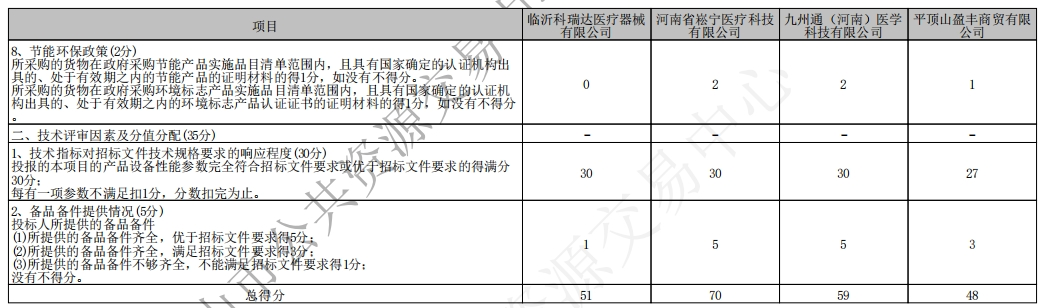 项目 临沂科瑞达医疗器械有限公司 河南省崧宁医疗科技有限公司 九州通（河南）医学科技有限公司 平顶山盈丰商贸有限公司
8、节能环保政策(2分)
所采购的货物在政府采购节能产品实施品目清单范围内，且具有国家确定的认证机构出
具的、处于有效期之内的节能产品的证明材料的得1分，如没有不得分。
所采购的货物在政府采购环境标志产品实施品目清单范围内，且具有国家确定的认证机
构出具的、处于有效期之内的环境标志产品认证证书的证明材料的得1分，如没有不得分
。
0 2 2 1
二、技术评审因素及分值分配(35分) － － － －
1、技术指标对招标文件技术规格要求的响应程度(30分)
投报的本项目的产品设备性能参数完全符合招标文件要求或优于招标文件要求的得满分
30分；
每有一项参数不满足扣1分，分数扣完为止。
30 30 30 27
2、备品备件提供情况(5分)
投标人所提供的备品备件
(1)所提供的备品备件齐全，优于招标文件要求得5分；
(2)所提供的备品备件齐全，满足招标文件要求得3分；
(3)所提供的备品备件不够齐全，不能满足招标文件要求得1分；
没有不得分。
1 5 5 3
总得分 51 70 59 48
山市公共资源交易中心
资源交易中心